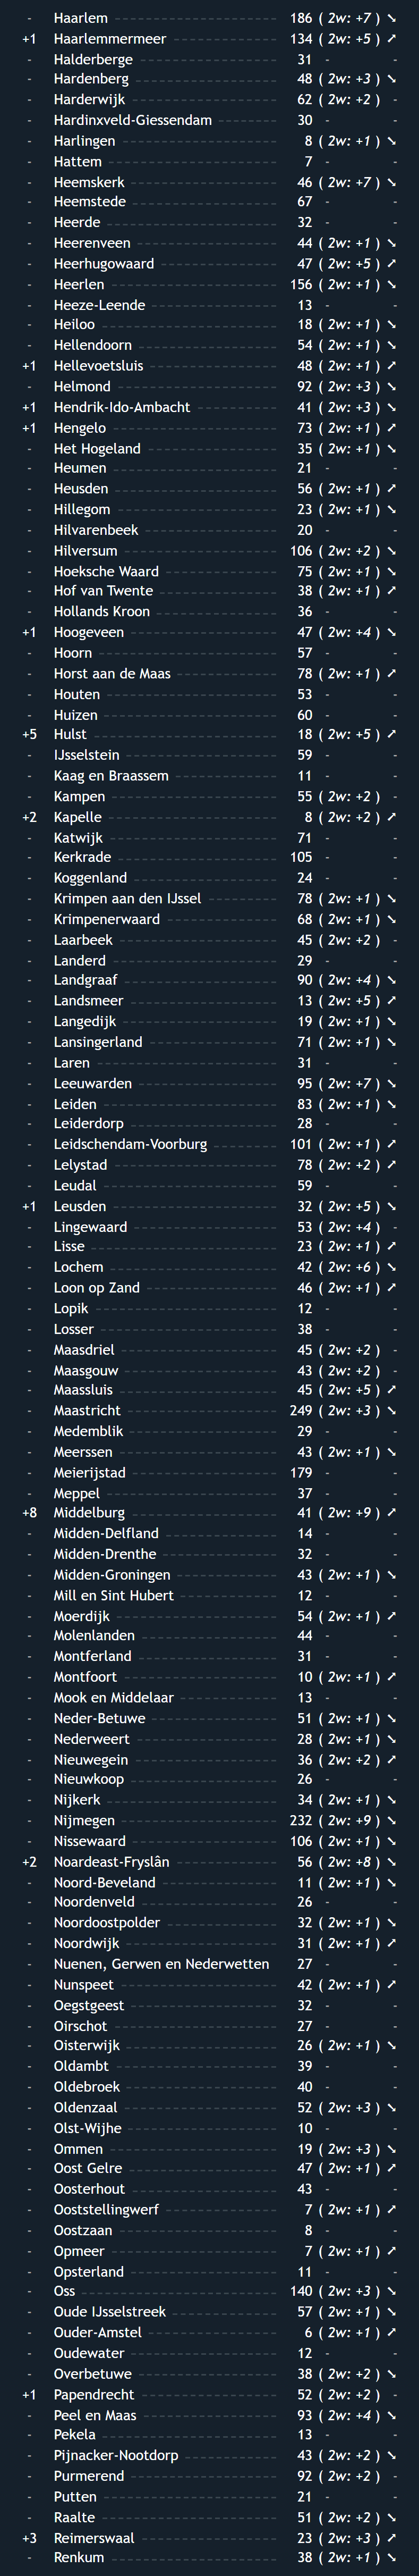 - Haarlem 186 ( 2w: +7 ) ↘
+1 Haarlemmermeer 134 ( 2w: +5 ) ↗
- Halderberge 31 - -
- Hardenberg 48 ( 2w: +3 ) ↘
- Harderwijk 62 ( 2w: +2 ) -
- Hardinxveld-Giessendam 30 - -
- Harlingen 8 ( 2w: +1 ) ↘
- Hattem 7 - -
- Heemskerk 46 ( 2w: +7 ) ↘
- Heemstede 67 - -
- Heerde 32 - -
- Heerenveen 44 ( 2w: +1 ) ↘
- Heerhugowaard 47 ( 2w: +5 ) ↗
- Heerlen 156 ( 2w: +1 ) ↘
- Heeze-Leende 13 - -
- Heiloo 18 ( 2w: +1 ) ↘
- Hellendoorn 54 ( 2w: +1 ) ↘
+1 Hellevoetsluis 48 ( 2w: +1 ) ↗
- Helmond 92 ( 2w: +3 ) ↘
+1 Hendrik-Ido-Ambacht 41 ( 2w: +3 ) ↘
+1 Hengelo 73 ( 2w: +1 ) ↗
- Het Hogeland 35 ( 2w: +1 ) ↘
- Heumen 21 - -
- Heusden 56 ( 2w: +1 ) ↗
- Hillegom 23 ( 2w: +1 ) ↘
- Hilvarenbeek 20 - -
- Hilversum 106 ( 2w: +2 ) ↘
- Hoeksche Waard 75 ( 2w: +1 ) ↘
- Hof van Twente 38 ( 2w: +1 ) ↗
- Hollands Kroon 36 - -
+1 Hoogeveen 47 ( 2w: +4 ) ↘
- Hoorn 57 - -
- Horst aan de Maas 78 ( 2w: +1 ) ↗
- Houten 53 - -
- Huizen 60 - -
+5 Hulst 18 ( 2w: +5 ) ↗
- IJsselstein 59 - -
- Kaag en Braassem 11 - -
- Kampen 55 ( 2w: +2 ) -
+2 Kapelle 8 ( 2w: +2 ) ↗
- Katwijk 71 - -
- Kerkrade 105 - -
- Koggenland 24 - -
- Krimpen aan den IJssel 78 ( 2w: +1 ) ↘
- Krimpenerwaard 68 ( 2w: +1 ) ↘
- Laarbeek 45 ( 2w: +2 ) -
- Landerd 29 - -
- Landgraaf 90 ( 2w: +4 ) ↘
- Landsmeer 13 ( 2w: +5 ) ↗
- Langedijk 19 ( 2w: +1 ) ↘
- Lansingerland 71 ( 2w: +1 ) ↘
- Laren 31 - -
- Leeuwarden 95 ( 2w: +7 ) ↘
- Leiden 83 ( 2w: +1 ) ↘
- Leiderdorp 28 - -
- Leidschendam-Voorburg 101 ( 2w: +1 ) ↗
- Lelystad 78 ( 2w: +2 ) ↗
- Leudal 59 - -
+1 Leusden 32 ( 2w: +5 ) ↘
- Lingewaard 53 ( 2w: +4 ) -
- Lisse 23 ( 2w: +1 ) ↗
- Lochem 42 ( 2w: +6 ) ↘
- Loon op Zand 46 ( 2w: +1 ) ↗
- Lopik 12 - -
- Losser 38 - -
- Maasdriel 45 ( 2w: +2 ) -
- Maasgouw 43 ( 2w: +2 ) -
- Maassluis 45 ( 2w: +5 ) ↗
- Maastricht 249 ( 2w: +3 ) ↘
- Medemblik 29 - -
- Meerssen 43 ( 2w: +1 ) ↘
- Meierijstad 179 - -
- Meppel 37 - -
+8 Middelburg 41 ( 2w: +9 ) ↗
- Midden-Delfland 14 - -
- Midden-Drenthe 32 - -
- Midden-Groningen 43 ( 2w: +1 ) ↘
- Mill en Sint Hubert 12 - -
- Moerdijk 54 ( 2w: +1 ) ↗
- Molenlanden 44 - -
- Montferland 31 - -
- Montfoort 10 ( 2w: +1 ) ↗
- Mook en Middelaar 13 - -
- Neder-Betuwe 51 ( 2w: +1 ) ↘
- Nederweert 28 ( 2w: +1 ) ↘
- Nieuwegein 36 ( 2w: +2 ) ↗
- Nieuwkoop 26 - -
- Nijkerk 34 ( 2w: +1 ) ↘
- Nijmegen 232 ( 2w: +9 ) ↘
- Nissewaard 106 ( 2w: +1 ) ↘
+2 Noardeast-Fryslân 56 ( 2w: +8 ) ↘
- Noord-Beveland 11 ( 2w: +1 ) ↘
- Noordenveld 26 - -
- Noordoostpolder 32 ( 2w: +1 ) ↘
- Noordwijk 31 ( 2w: +1 ) ↗
- Nuenen, Gerwen en Nederwetten 27 - -
- Nunspeet 42 ( 2w: +1 ) ↗
- Oegstgeest 32 - -
- Oirschot 27 - -
- Oisterwijk 26 ( 2w: +1 ) ↘
- Oldambt 39 - -
- Oldebroek 40 - -
- Oldenzaal 52 ( 2w: +3 ) ↘
- Olst-Wijhe 10 - -
- Ommen 19 ( 2w: +3 ) ↘
- Oost Gelre 47 ( 2w: +1 ) ↗
- Oosterhout 43 - -
- Ooststellingwerf 7 ( 2w: +1 ) ↗
- Oostzaan 8 - -
- Opmeer 7 ( 2w: +1 ) ↗
- Opsterland 11 - -
- Oss 140 ( 2w: +3 ) ↘
- Oude IJsselstreek 57 ( 2w: +1 ) ↘
- Ouder-Amstel 6 ( 2w: +1 ) ↗
- Oudewater 12 - -
- Overbetuwe 38 ( 2w: +2 ) ↘
+1 Papendrecht 52 ( 2w: +2 ) -
- Peel en Maas 93 ( 2w: +4 ) ↘
- Pekela 13 - -
- Pijnacker-Nootdorp 43 ( 2w: +2 ) ↘
- Purmerend 92 ( 2w: +2 ) -
- Putten 21 - -
- Raalte 51 ( 2w: +2 ) ↘
+3 Reimerswaal 23 ( 2w: +3 ) ↗
- Renkum 38 ( 2w: +1 ) ↘